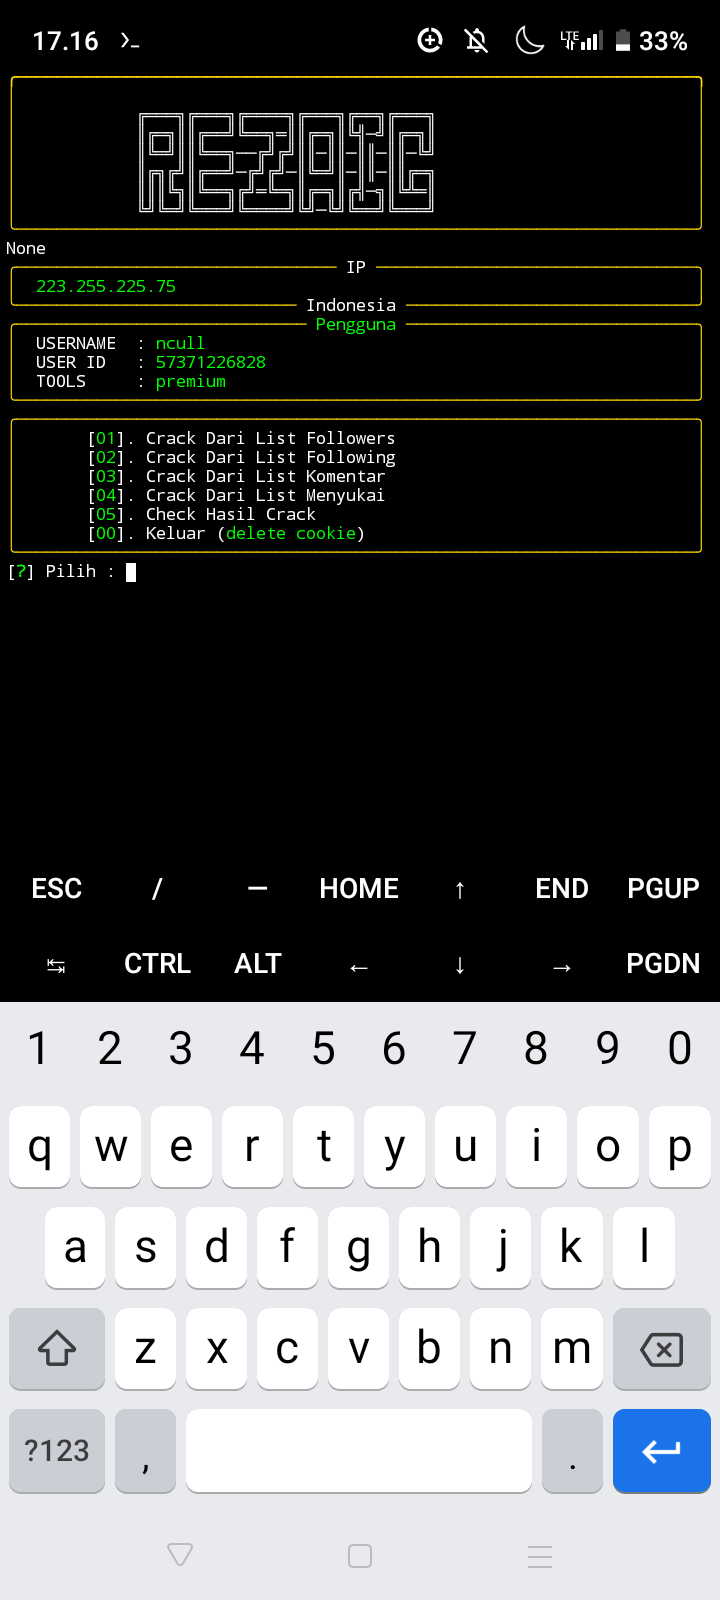 17.16
LTE
33%
None
IP
223.255.225.75
Indonesia
Pengguna
USERNAME : ncull
USER ID : 57371226828
TOOLS : premium
[01]. Crack Dari List Followers
[02]. Crack Dari List Following
[03]. Crack Dari List Komentar
[04]. Crack Dari List Menyukai
[05]. Check Hasil Crack
[00]. Keluar (delete cookie)
[?] Pilih :
ESC / — HOME ↑ END PGUP
↹ CTRL ALT ← ↓ → PGDN
1 2 3 4 5 6 7 8 9 0
q w e r t y u i o p
a s d f g h j k l
z x c v b n m
?123 , .